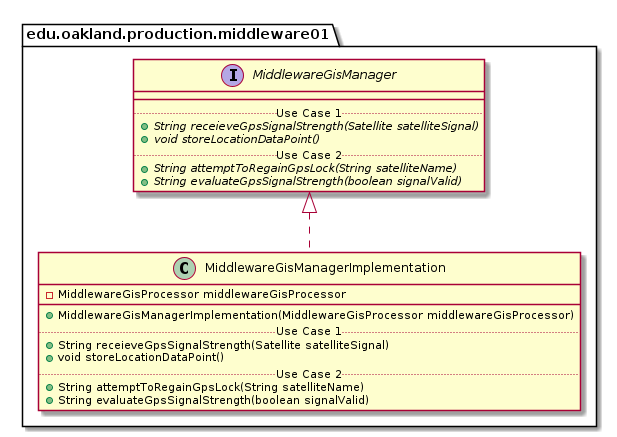 edu.oakland.production.middleware01
I MiddlewareGisManager
Use Case 1
String receieveGpsSignalStrength(Satellite satelliteSignal)
void storeLocationDataPoint()
Use Case 2
String attemptToRegainGpsLock(String satelliteName)
String evaluateGpsSignalStrength(boolean signalValid)
C MiddlewareGisManagerImplementation
MiddlewareGisProcessor middlewareGisProcessor
MiddlewareGisManagerImplementation(MiddlewareGisProcessor middlewareGisProcessor)
Use Case 1
String receieveGpsSignalStrength(Satellite satelliteSignal)
void storeLocationDataPoint()
Use Case 2
String attemptToRegainGpsLock(String satelliteName)
String evaluateGpsSignalStrength(boolean signalValid)